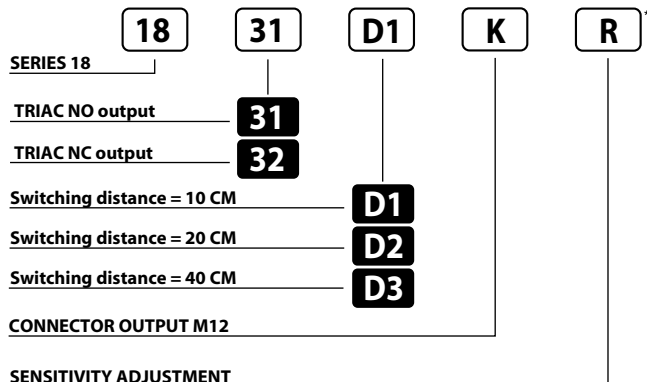 18 31 D1 K R*
SERIES 18
TRIAC NO output 31
TRIAC NC output 32
Switching distance = 10 CM D1
Switching distance = 20 CM D2
Switching distance = 40 CM D3
CONNECTOR OUTPUT M12
SENSITIVITY ADJUSTMENT